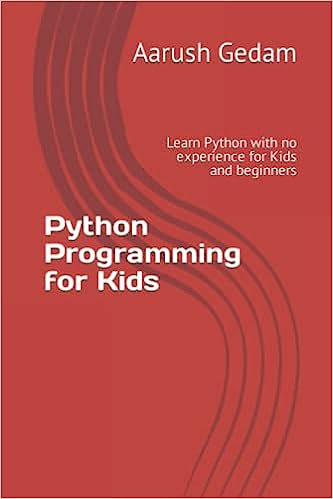 Aarush Gedam
Learn Python with no
experience for Kids
and beginners
Python
Programming
for Kids